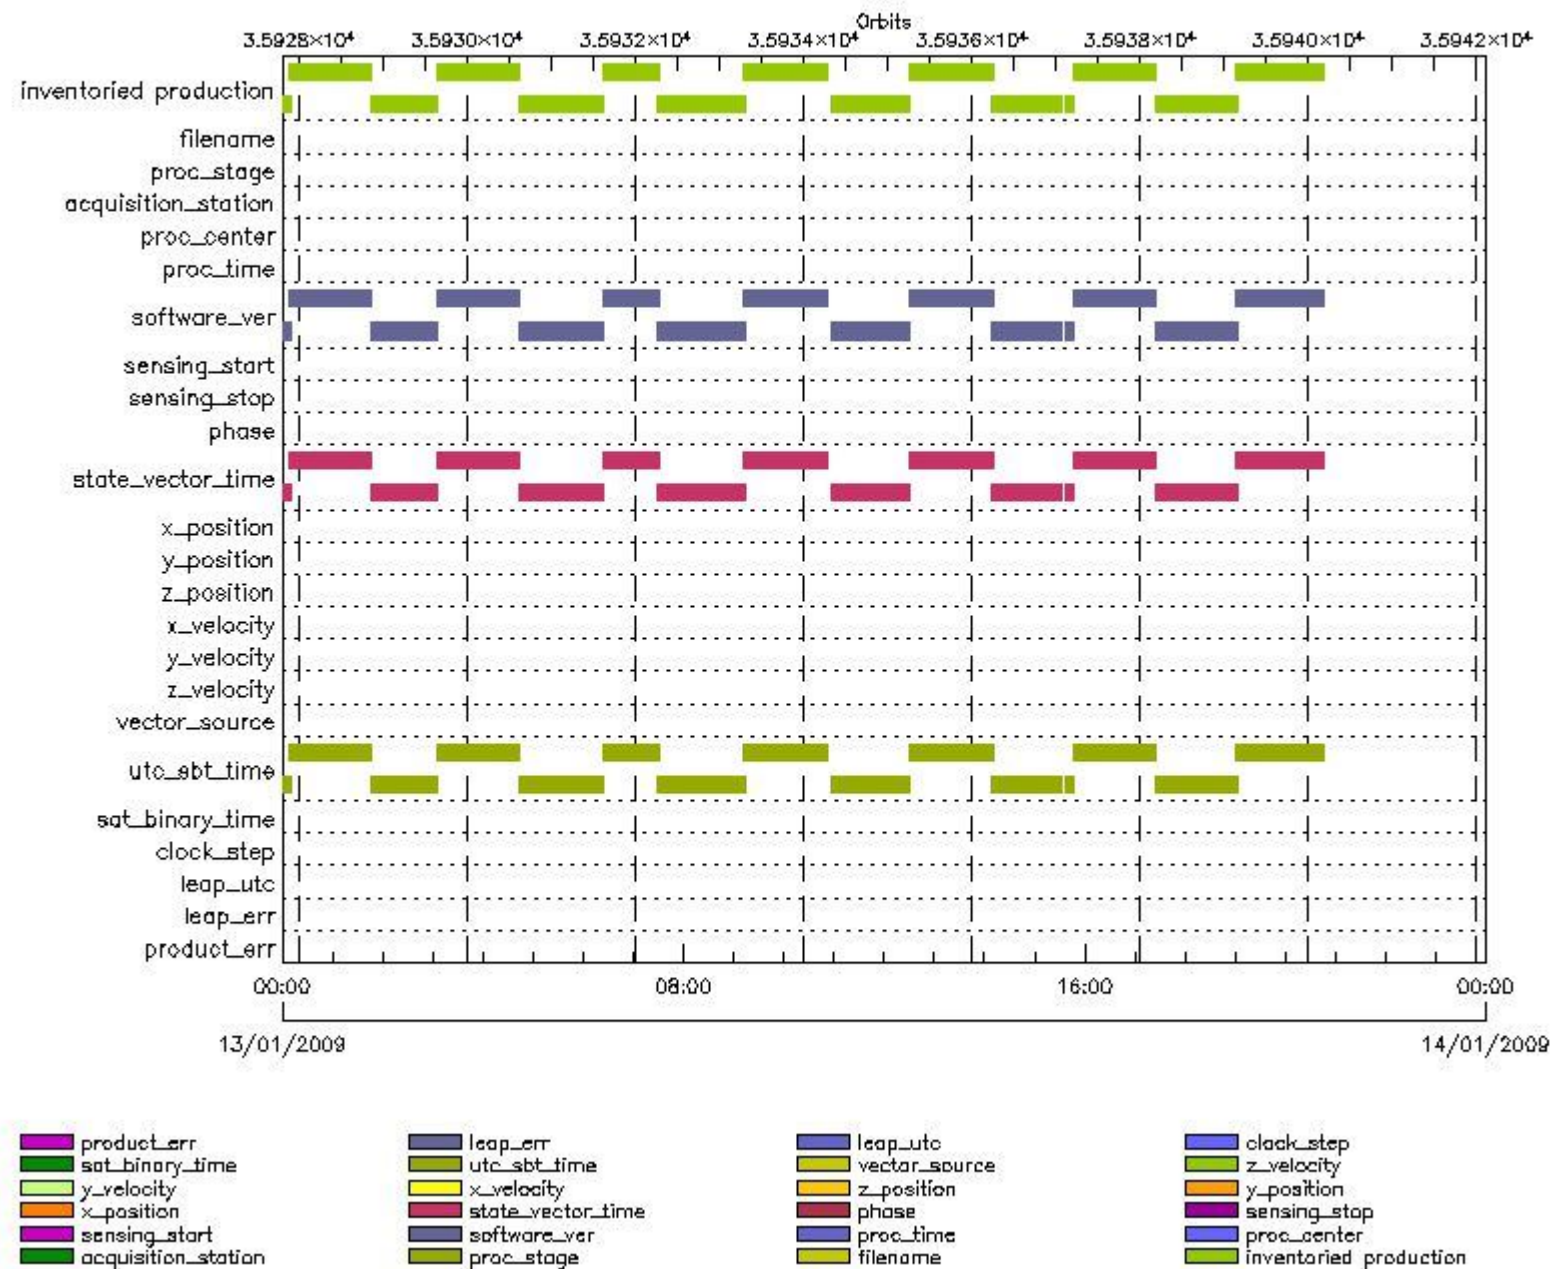 Orbits
3.5928×10⁴ 3.5930×10⁴ 3.5932×10⁴ 3.5934×10⁴ 3.5936×10⁴ 3.5938×10⁴ 3.5940×10⁴ 3.5942×10⁴
inventoried production
filename
proc_stage
acquisition_station
proc_center
proc_time
software_ver
sensing_start
sensing_stop
phase
state_vector_time
x_position
y_position
z_position
x_velocity
y_velocity
z_velocity
vector_source
utc_sbt_time
sat_binary_time
clock_step
leap_utc
leap_err
product_err
00:00 08:00 16:00 00:00
13/01/2009 14/01/2009
product_err leap_err leap_utc clock_step
sat_binary_time utc_sbt_time vector_source z_velocity
y_velocity x_velocity z_position y_position
x_position state_vector_time phase sensing_stop
sensing_start software_ver proc_time proc_center
acquisition_station proc_stage filename inventoried production